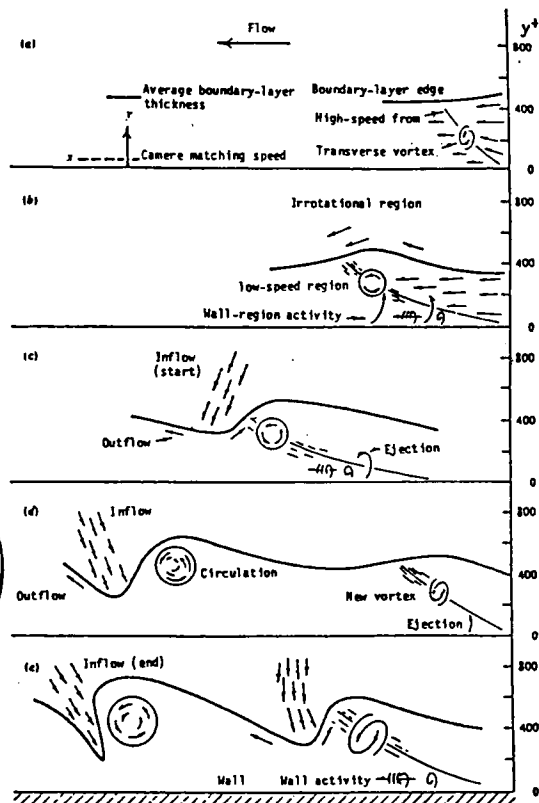 Flow
y+
(a)
800
Average boundary-layer
thickness
Boundary-layer edge
400
High-speed from
Y
x
Camere matching speed
Transverse vortex
0
(b)
800
Irrotational region
400
low-speed region
Wall-region activity
0
(c)
Inflow
(start)
800
400
Outflow
Ejection
0
(d)
Inflow
800
Circulation
400
Outflow
New vortex
Ejection
0
(e)
Inflow (end)
800
400
Wall
Wall activity
0